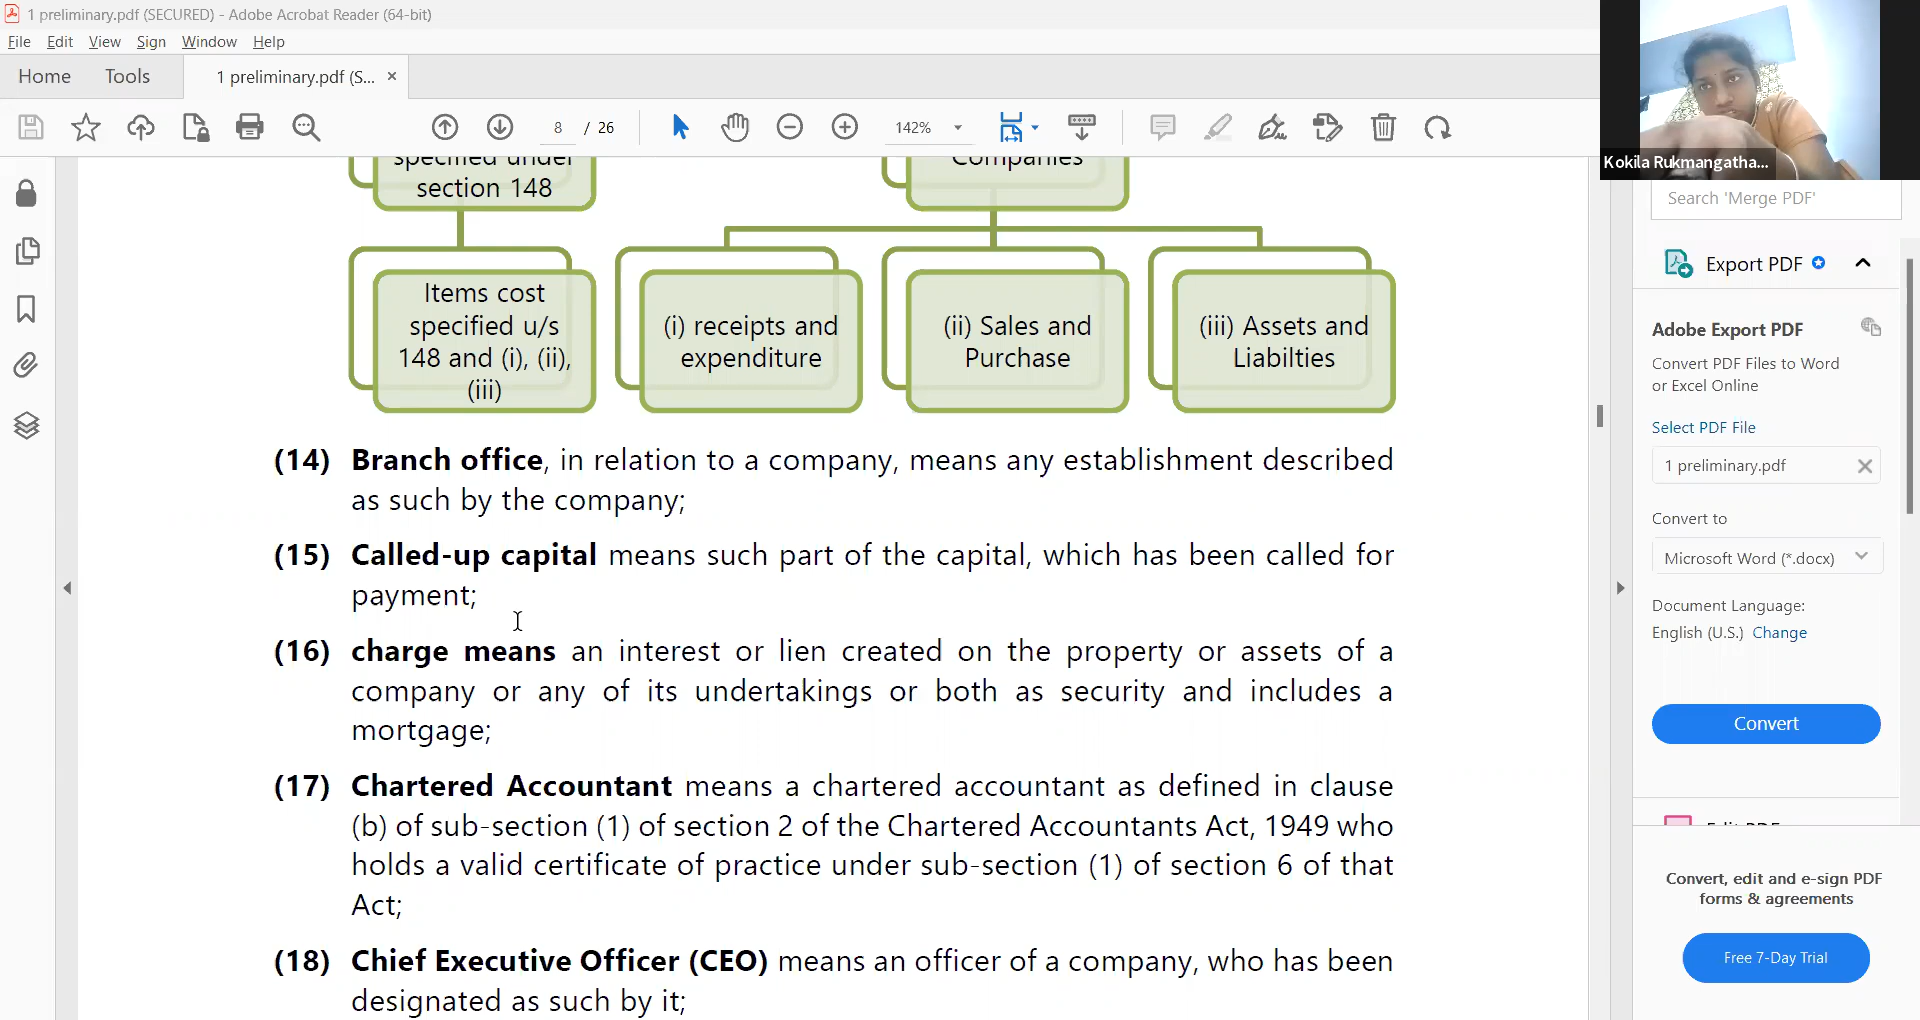 1 preliminary.pdf (SECURED) - Adobe Acrobat Reader (64-bit)
File Edit View Sign Window Help
Home Tools 1 preliminary.pdf (S... ×
8 / 26 142%
Kokila Rukmangatha...
specified under
section 148
Companies
Items cost
specified u/s
148 and (i), (ii),
(iii)
(i) receipts and
expenditure
(ii) Sales and
Purchase
(iii) Assets and
Liabilties
(14) Branch office, in relation to a company, means any establishment described
as such by the company;
(15) Called-up capital means such part of the capital, which has been called for
payment;
(16) charge means an interest or lien created on the property or assets of a
company or any of its undertakings or both as security and includes a
mortgage;
(17) Chartered Accountant means a chartered accountant as defined in clause
(b) of sub-section (1) of section 2 of the Chartered Accountants Act, 1949 who
holds a valid certificate of practice under sub-section (1) of section 6 of that
Act;
(18) Chief Executive Officer (CEO) means an officer of a company, who has been
designated as such by it;
Search 'Merge PDF'
Export PDF
Adobe Export PDF
Convert PDF Files to Word
or Excel Online
Select PDF File
1 preliminary.pdf
Convert to
Microsoft Word (*.docx)
Document Language:
English (U.S.) Change
Convert
Edit PDF
Convert, edit and e-sign PDF
forms & agreements
Free 7-Day Trial